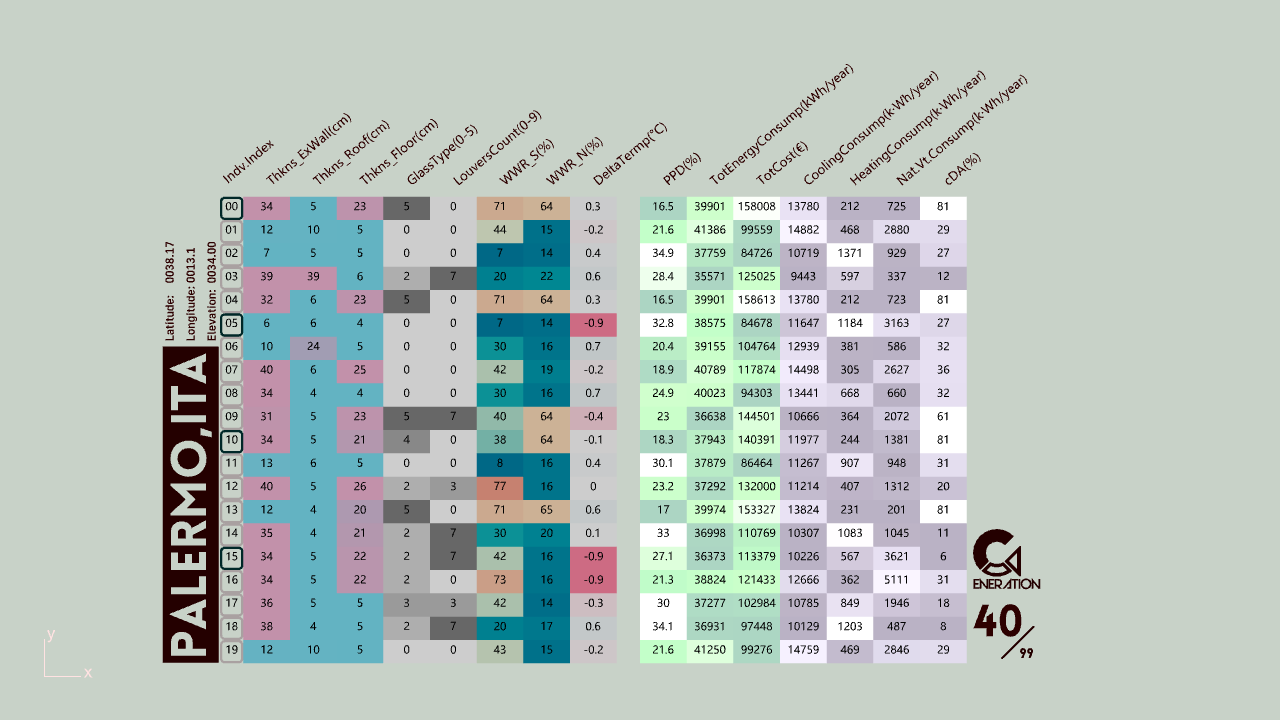 Indv.Index Thkns_ExWall(cm) Thkns_Roof(cm) Thkns_Floor(cm) GlassType(0-5) LouversCount(0-9) WWR_S(%) WWR_N(%) DeltaTermp(°C) PPD(%) TotEnergyConsump(kWh/year) TotCost(€) CoolingConsump(k·Wh/year) HeatingConsump(k·Wh/year) Nat.Vt.Consump(k·Wh/year) cDA(%)
00 34 5 23 5 0 71 64 0.3 16.5 39901 158008 13780 212 725 81
01 12 10 5 0 0 44 15 -0.2 21.6 41386 99559 14882 468 2880 29
02 7 5 5 0 0 7 14 0.4 34.9 37759 84726 10719 1371 929 27
03 39 39 6 2 7 20 22 0.6 28.4 35571 125025 9443 597 337 12
04 32 6 23 5 0 71 64 0.3 16.5 39901 158613 13780 212 723 81
05 6 6 4 0 0 7 14 -0.9 32.8 38575 84678 11647 1184 3163 27
06 10 24 5 0 0 30 16 0.7 20.4 39155 104764 12939 381 586 32
07 40 6 25 0 0 42 19 -0.2 18.9 40789 117874 14498 305 2627 36
08 34 4 4 0 0 30 16 0.7 24.9 40023 94303 13441 668 660 32
09 31 5 23 5 7 40 64 -0.4 23 36638 144501 10666 364 2072 61
10 34 5 21 4 0 38 64 -0.1 18.3 37943 140391 11977 244 1381 81
11 13 6 5 0 0 8 16 0.4 30.1 37879 86464 11267 907 948 31
12 40 5 26 2 3 77 16 0 23.2 37292 132000 11214 407 1312 20
13 12 4 20 5 0 71 65 0.6 17 39974 153327 13824 231 201 81
14 35 4 21 2 7 30 20 0.1 33 36998 110769 10307 1083 1045 11
15 34 5 22 2 7 42 16 -0.9 27.1 36373 113379 10226 567 3621 6
16 34 5 22 2 0 73 16 -0.9 21.3 38824 121433 12666 362 5111 31
17 36 5 5 3 3 42 14 -0.3 30 37277 102984 10785 849 1946 18
18 38 4 5 2 7 20 17 0.6 34.1 36931 97448 10129 1203 487 8
19 12 10 5 0 0 43 15 -0.2 21.6 41250 99276 14759 469 2846 29
Latitude: 0038.17
Longitude: 0013.1
Elevation: 0034.00
PALERMO,ITA
GENERATION
40/99
y
x